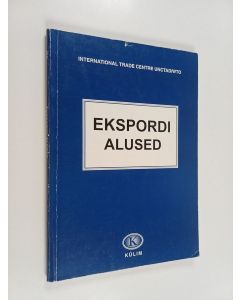 INTERNATIONAL TRADE CENTRE UNCTAD/WTO
EKSPORDI
ALUSED
K
KÜLIM